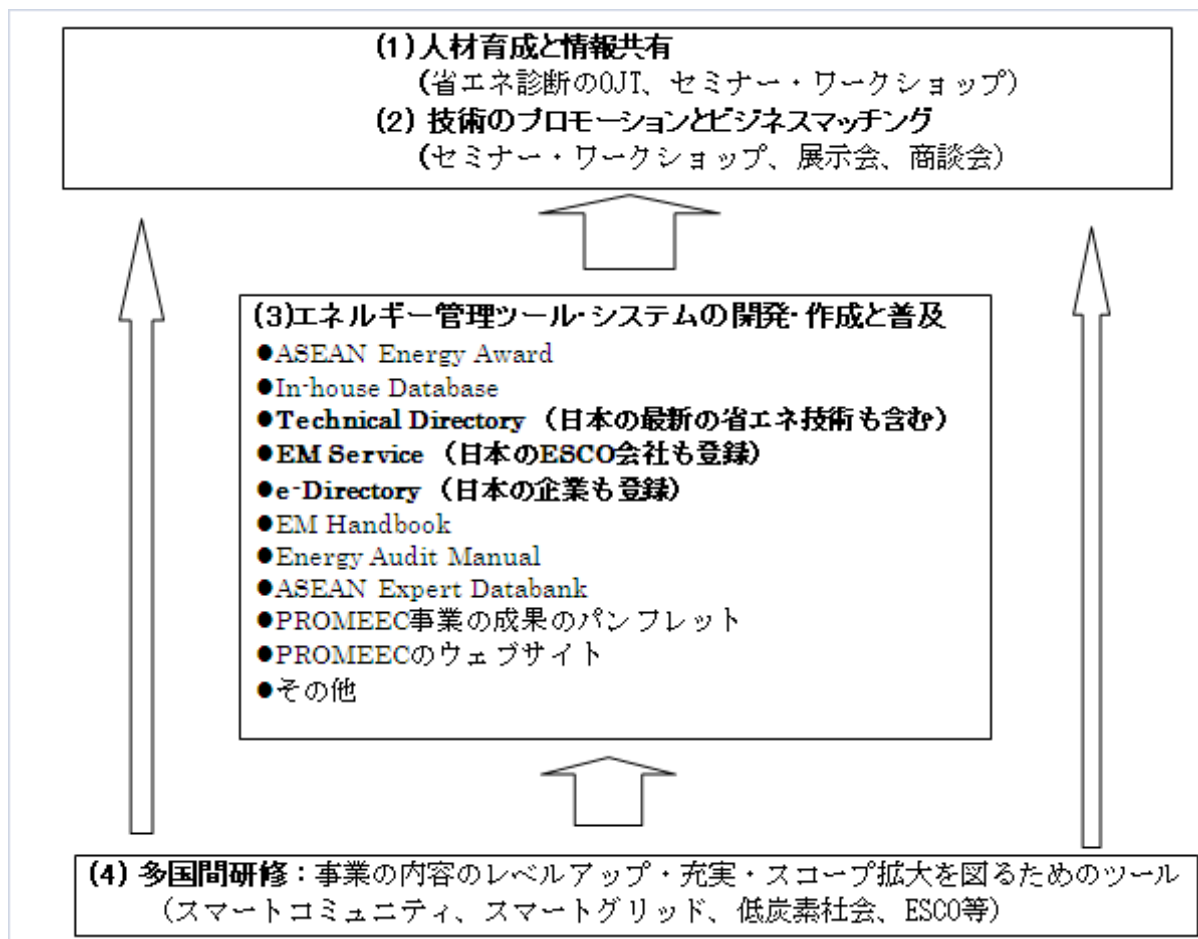 (1) 人材育成と情報共有
(省エネ診断のOJT、セミナー・ワークショップ)
(2) 技術のプロモーションとビジネスマッチング
(セミナー・ワークショップ、展示会、商談会)
(3)エネルギー管理ツール・システムの開発・作成と普及
●ASEAN Energy Award
●In-house Database
●Technical Directory (日本の最新の省エネ技術も含む)
●EM Service (日本のESCO会社も登録)
●e-Directory (日本の企業も登録)
●EM Handbook
●Energy Audit Manual
●ASEAN Expert Databank
●PROMEEC事業の成果のパンフレット
●PROMEECのウェブサイト
●その他
(4) 多国間研修:事業の内容のレベルアップ・充実・スコープ拡大を図るためのツール
(スマートコミュニティ、スマートグリッド、低炭素社会、ESCO等)